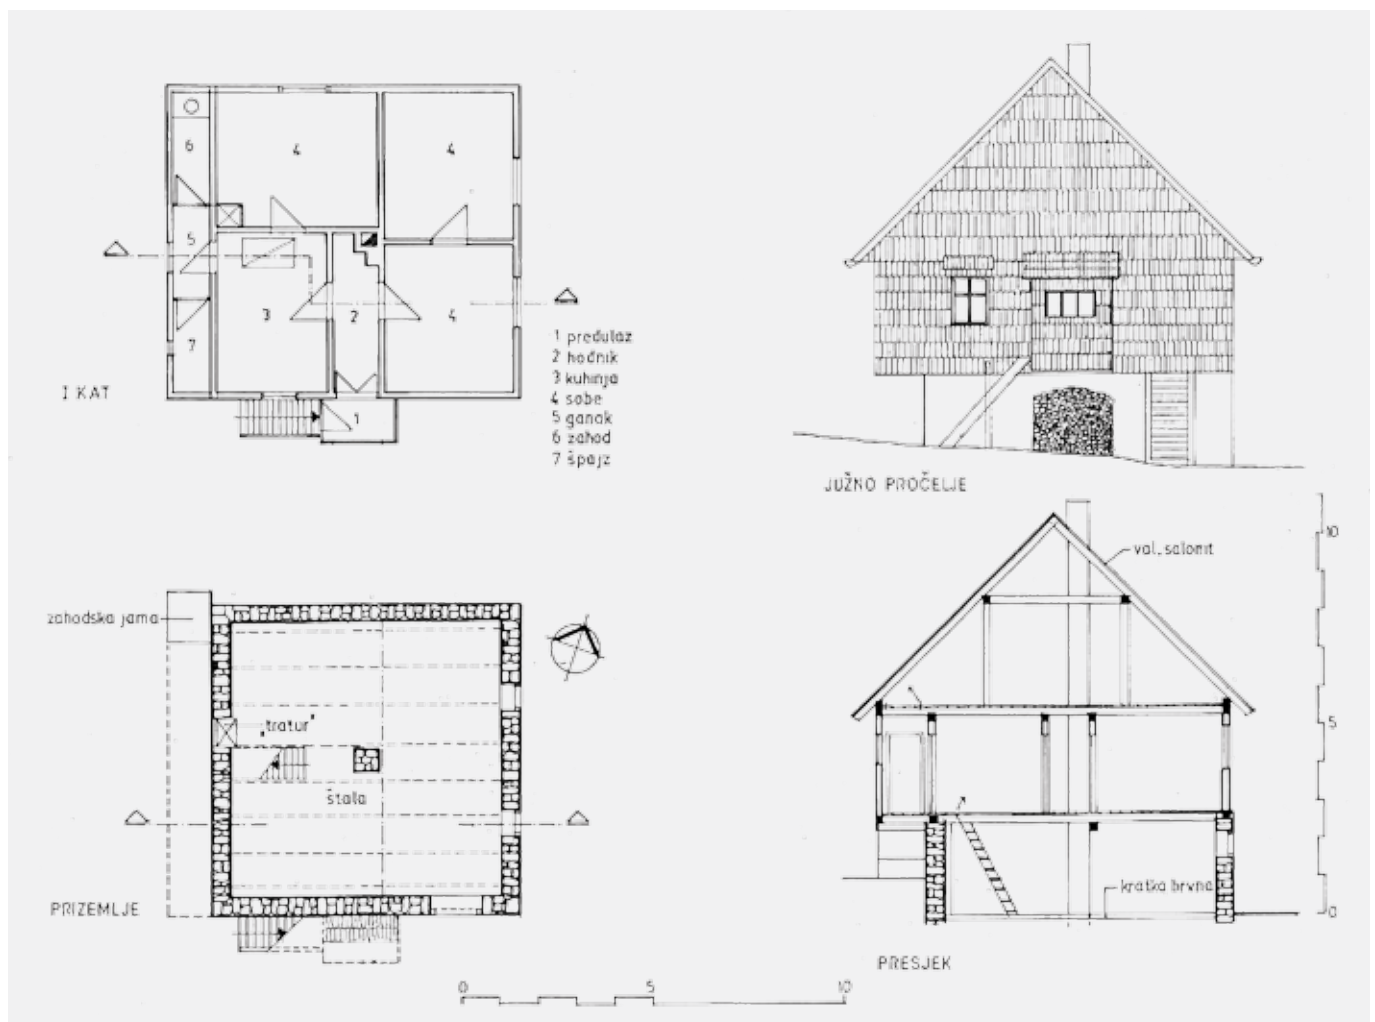 6
4
4
5
3
2
4
7
1
I KAT
1 predulaz
2 hodnik
3 kuhinja
4 sobe
5 ganak
6 zahod
7 špajz
JUŽNO PROČELJE
zahodska jama
"tratur"
štala
PRIZEMLJE
val. salonit
kratka brvna
10
5
0
PRESJEK
0 5 10